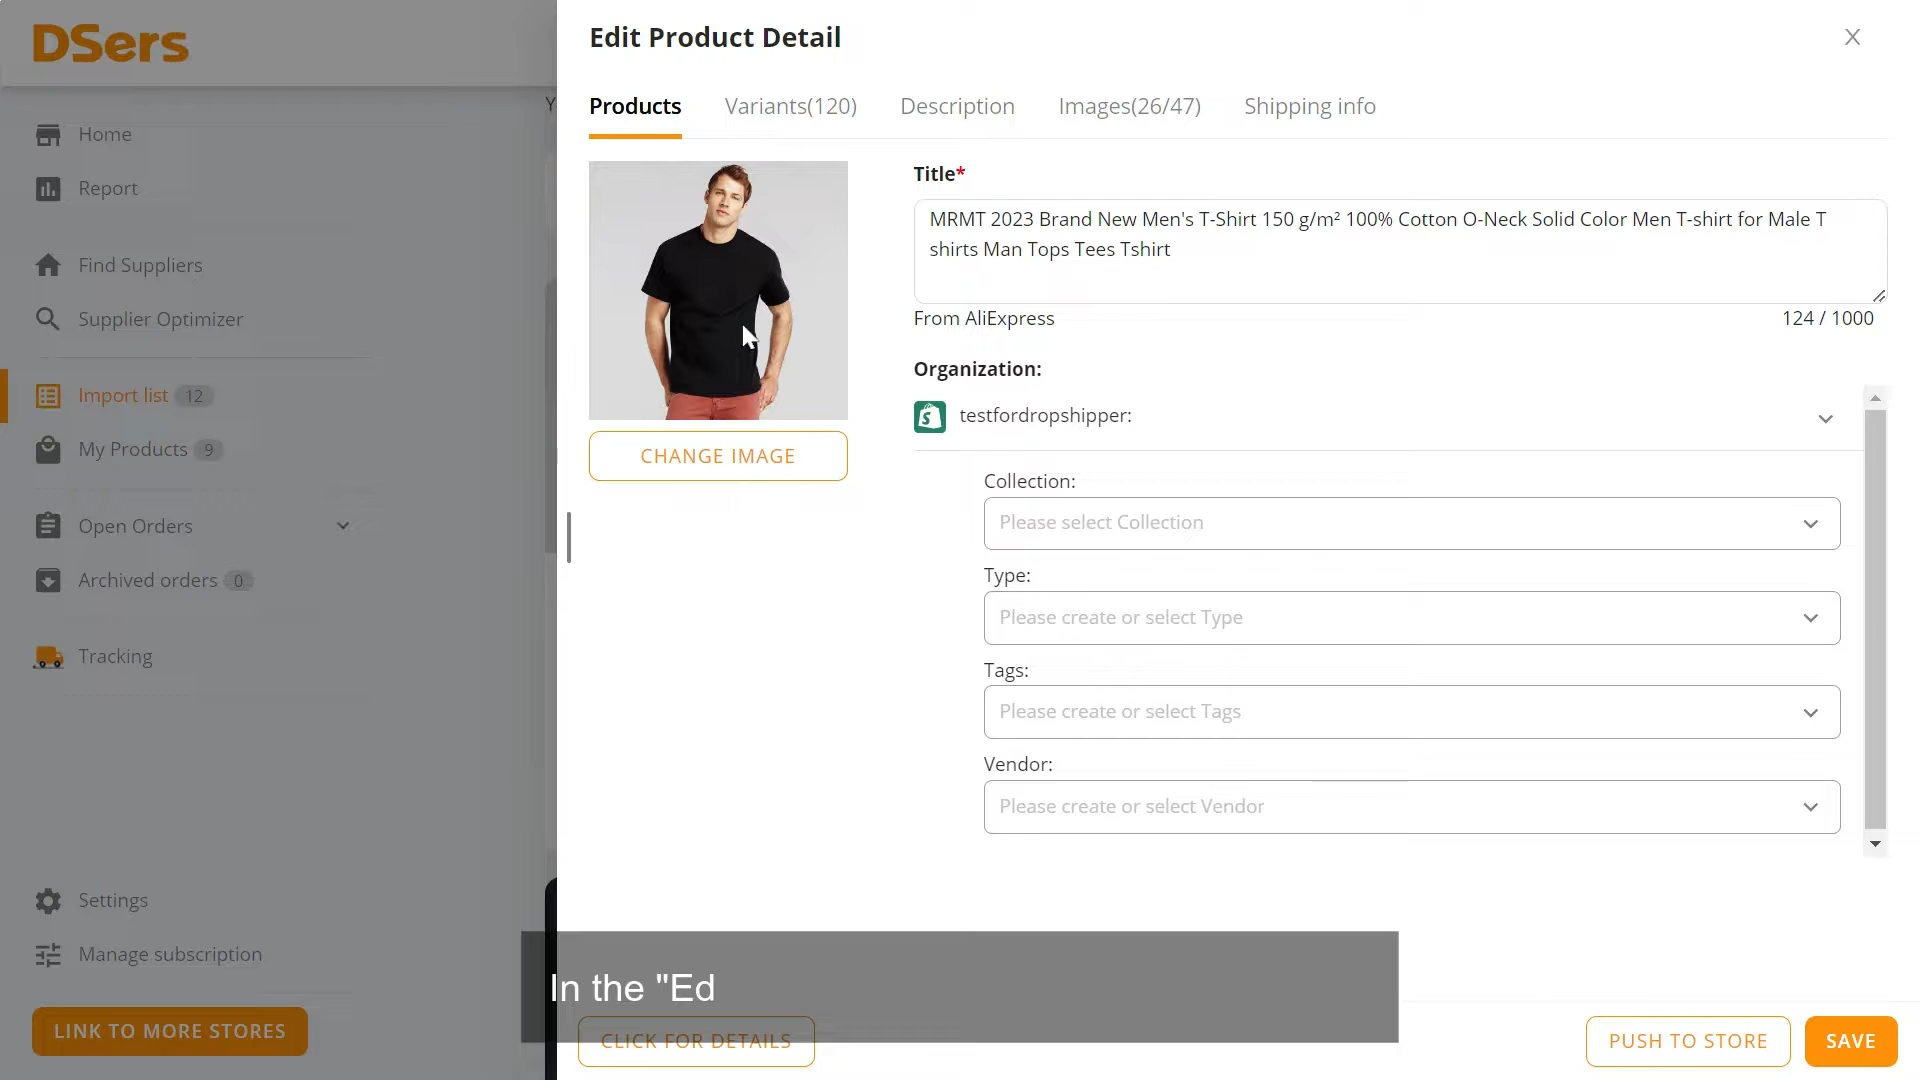 DSers
Home
Report
Find Suppliers
Supplier Optimizer
Import list 12
My Products 9
Open Orders
Archived orders 0
Tracking
Settings
Manage subscription
LINK TO MORE STORES
Y
Edit Product Detail
Products
Variants(120)
Description
Images(26/47)
Shipping info
CHANGE IMAGE
Title*
MRMT 2023 Brand New Men's T-Shirt 150 g/m² 100% Cotton O-Neck Solid Color Men T-shirt for Male T
shirts Man Tops Tees Tshirt
From AliExpress
124 / 1000
Organization:
testfordropshipper:
Collection:
Please select Collection
Type:
Please create or select Type
Tags:
Please create or select Tags
Vendor:
Please create or select Vendor
In the "Ed
CLICK FOR DETAILS
PUSH TO STORE
SAVE